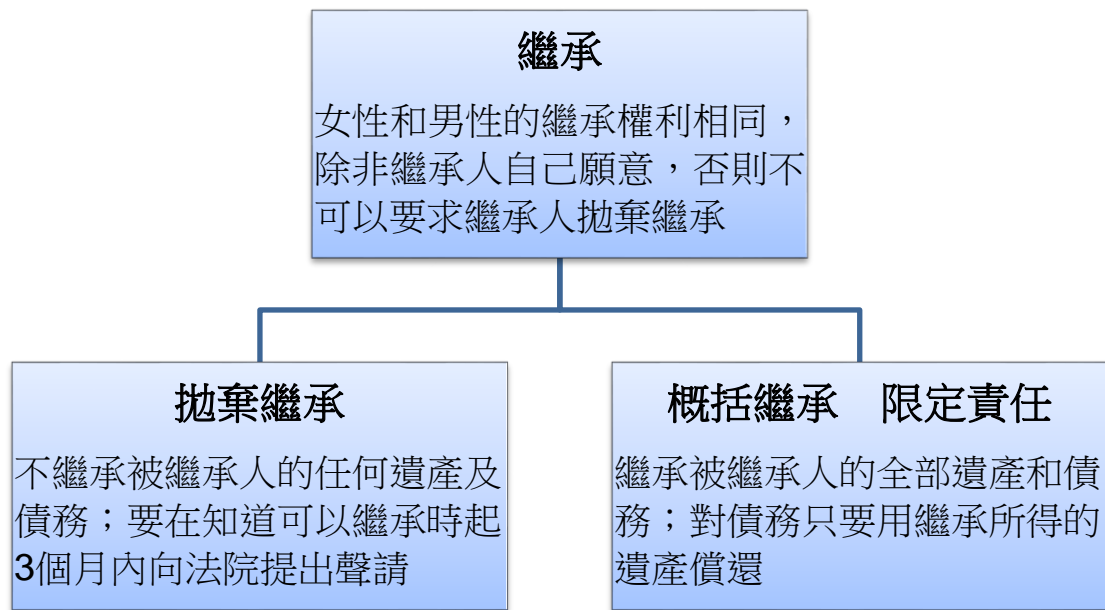 繼承
女性和男性的繼承權利相同，
除非繼承人自己願意，否則不
可以要求繼承人拋棄繼承
拋棄繼承
不繼承被繼承人的任何遺產及
債務；要在知道可以繼承時起
3個月內向法院提出聲請
概括繼承　限定責任
繼承被繼承人的全部遺產和債
務；對債務只要用繼承所得的
遺產償還